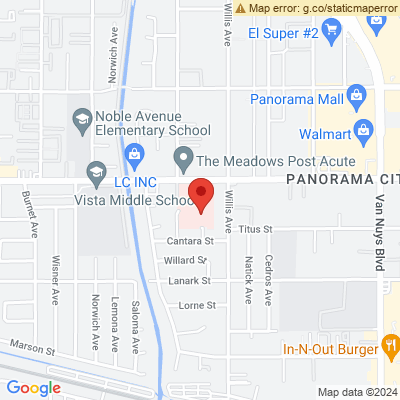 Map error: g.co/staticmaperror
Norwich Ave
Willis Ave
El Super #2
Panorama Mall
Noble Avenue
Elementary School
Walmart
The Meadows Post Acute
LC INC
PANORAMA CIT
Vista Middle School
Burnet Ave
Willis Ave
Van Nuys Blvd
Titus St
Cantara St
Wisner Ave
Willard St
Natick Ave
Cedros Ave
Lanark St
Norwich Ave
Lemona Ave
Saloma Ave
Lorne St
Marson St
In-N-Out Burger
Google
Map data ©2024